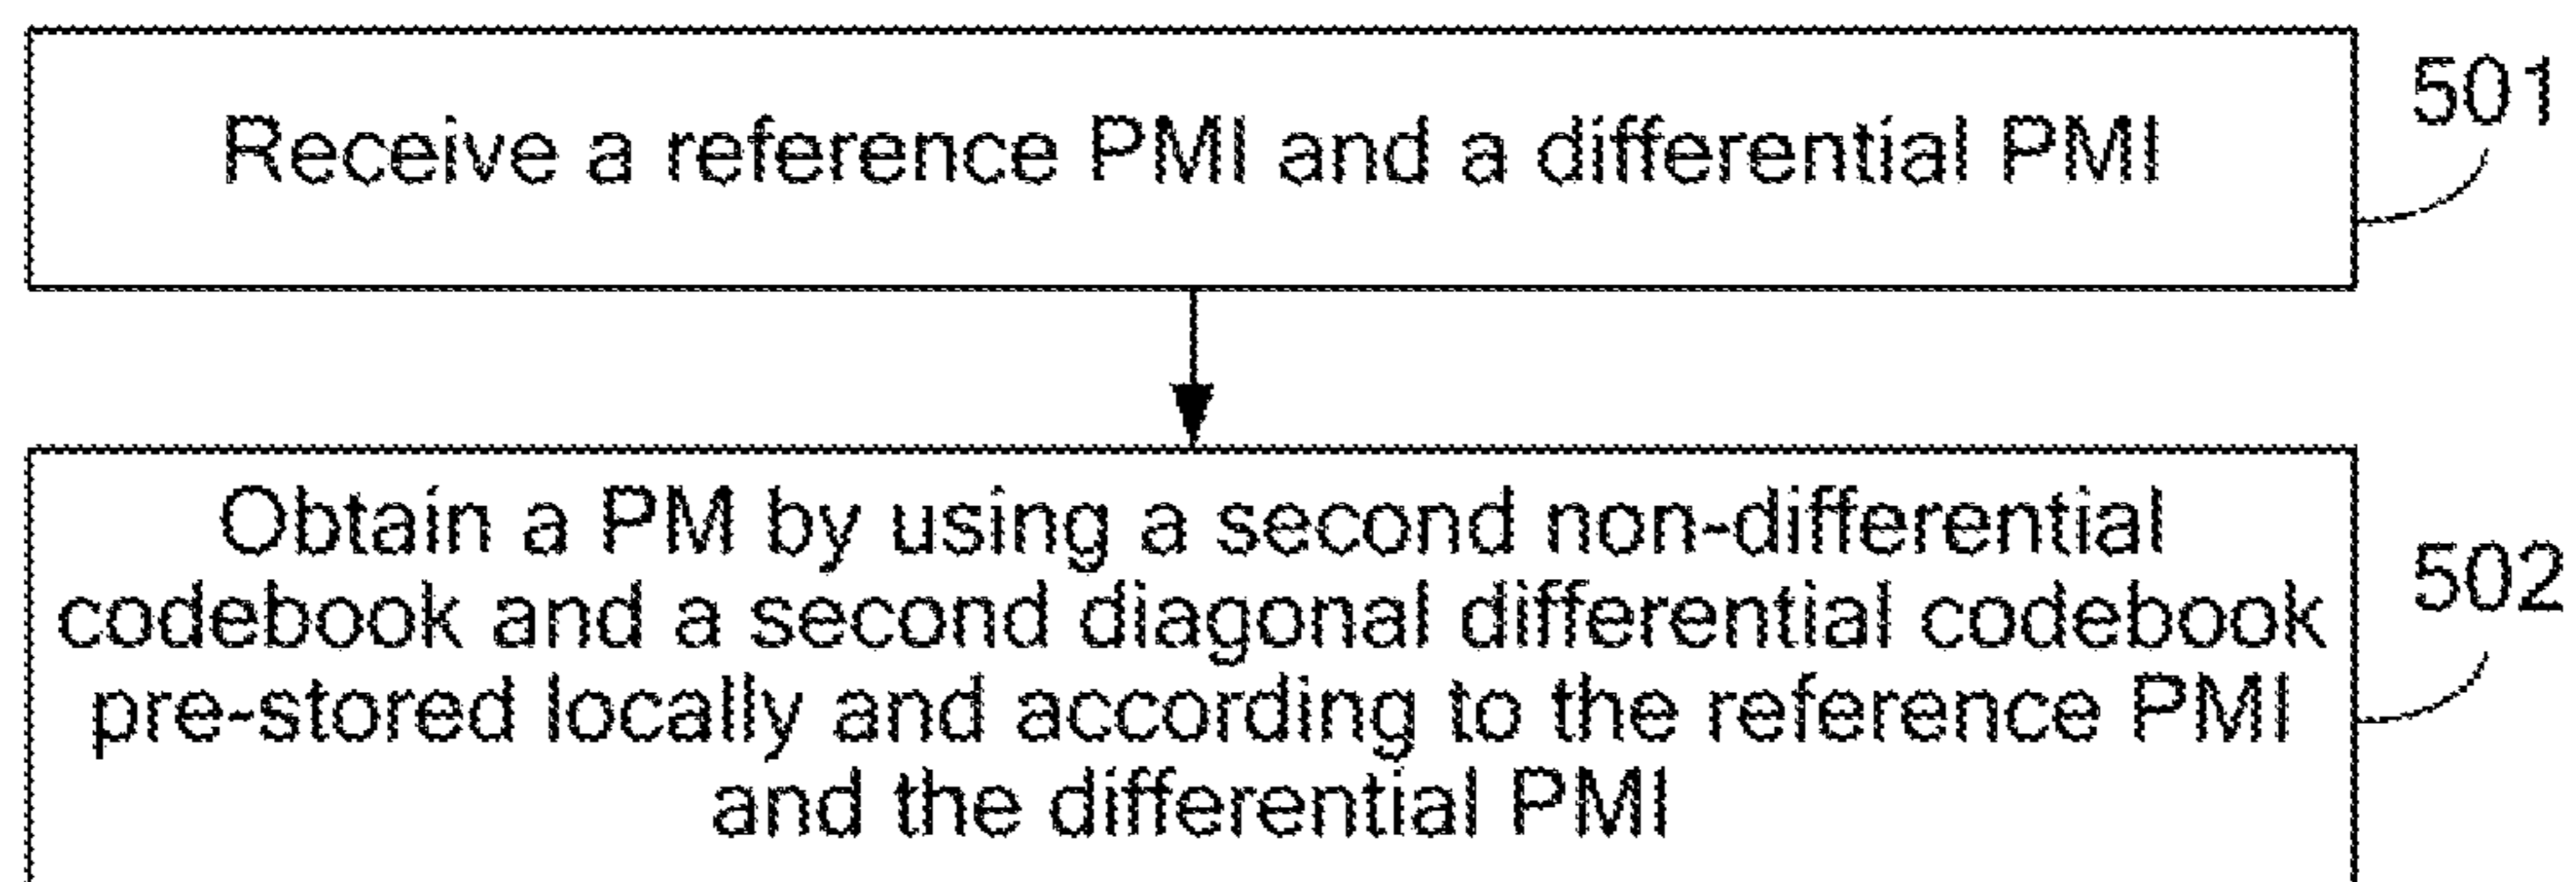 Receive a reference PMI and a differential PMI
501
Obtain a PM by using a second non-differential
codebook and a second diagonal differential codebook
pre-stored locally and according to the reference PMI
and the differential PMI
502